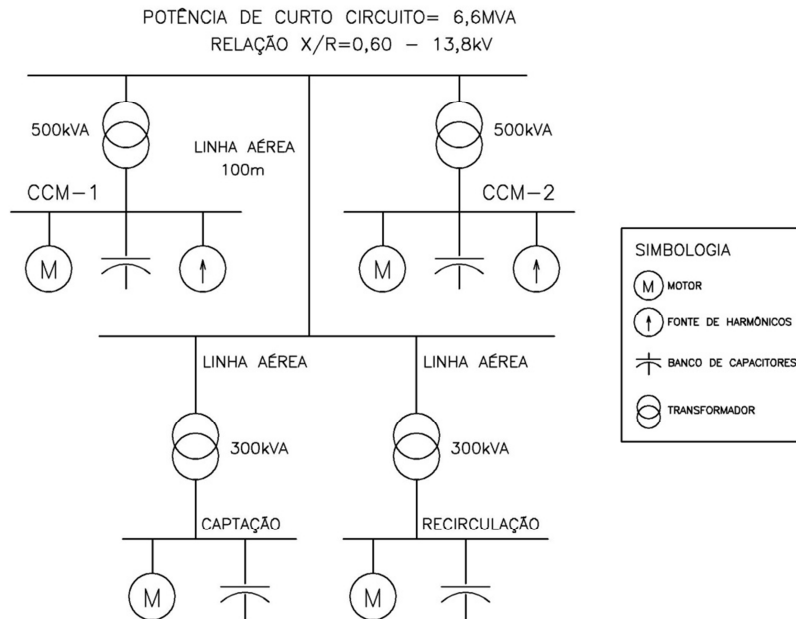 POTÊNCIA DE CURTO CIRCUITO= 6,6MVA
RELAÇÃO X/R=0,60 - 13,8kV
500kVA
LINHA AÉREA
100m
500kVA
CCM-1
CCM-2
M
M
LINHA AÉREA
LINHA AÉREA
300kVA
300kVA
CAPTAÇÃO
RECIRCULAÇÃO
M
M
SIMBOLOGIA
M MOTOR
FONTE DE HARMÔNICOS
BANCO DE CAPACITORES
TRANSFORMADOR